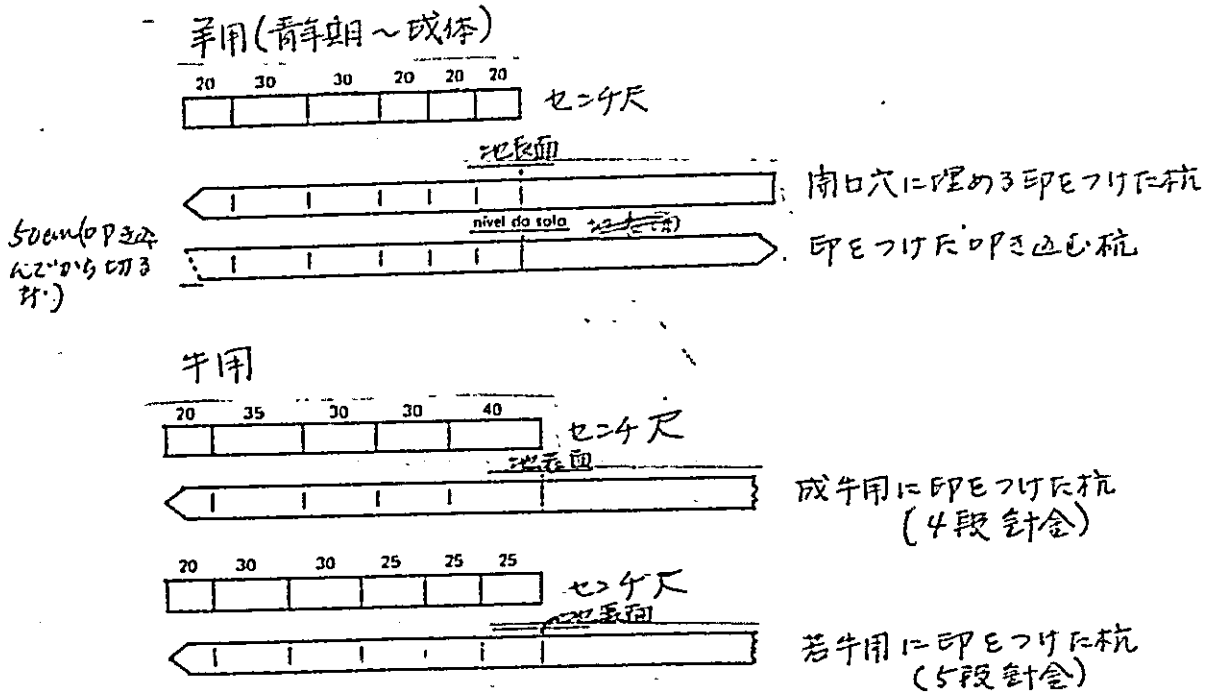 羊用(青年期～成体)
20 30 30 20 20 20
センチ尺
地表面
開口穴に埋める印をつけた杭
nível do solo
50cm(叩き込
んでから切る
打)
印をつけた叩き込む杭
牛用
20 35 30 30 40
センチ尺
地表面
成牛用に印をつけた杭
(4段針金)
20 30 30 25 25 25
センチ尺
地表面
若牛用に印をつけた杭
(5段針金)